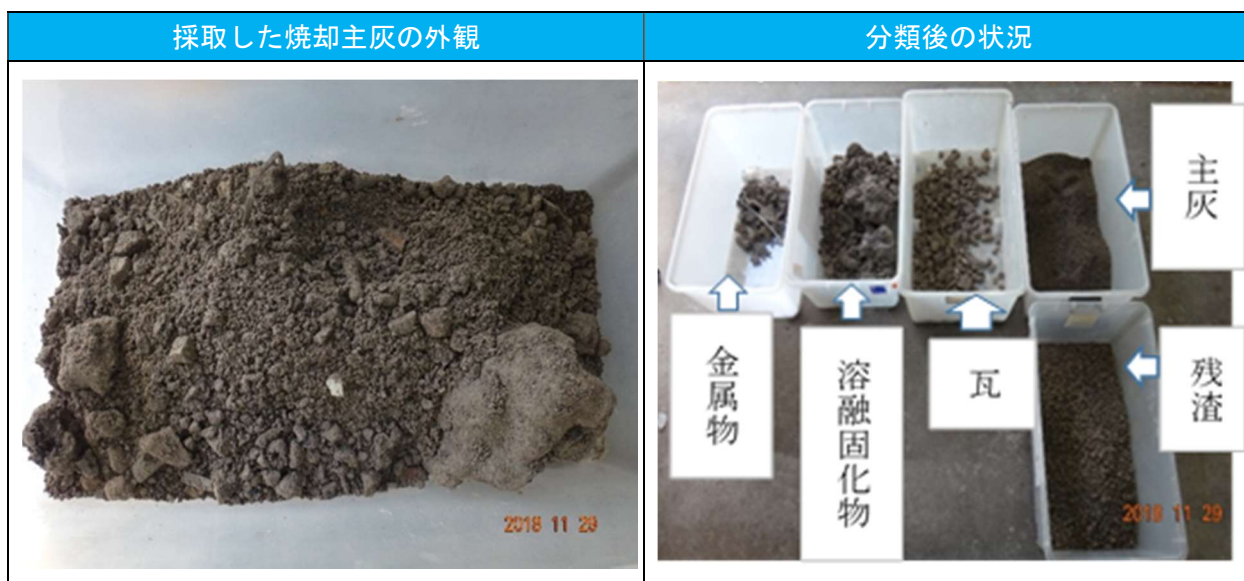 採取した焼却主灰の外観
分類後の状況
2018 11 29
金属物
溶融固化物
瓦
主灰
残渣
2018 11 29